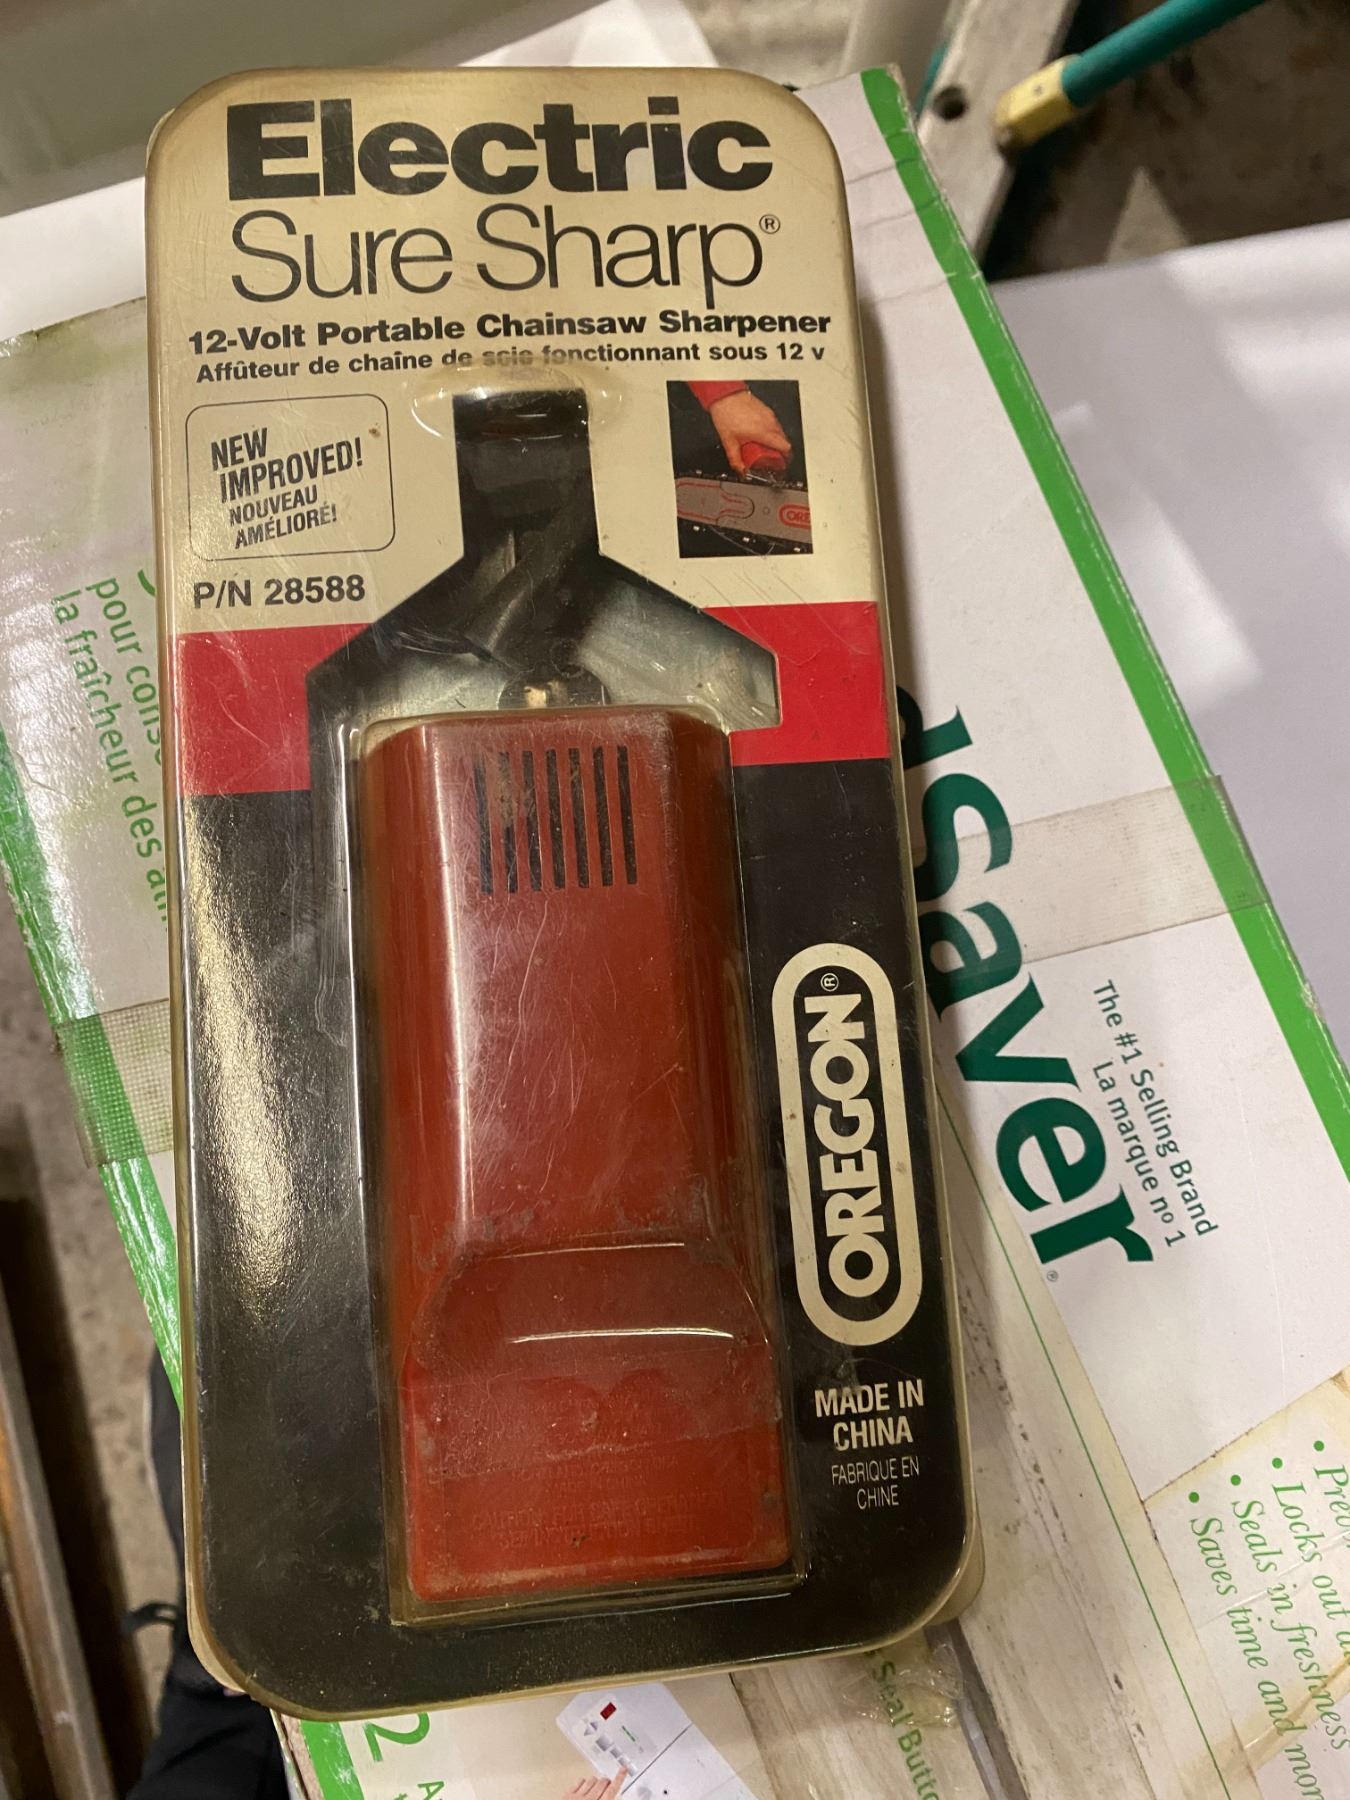 Electric
Sure Sharp®
12-Volt Portable Chainsaw Sharpener
Affûteur de chaîne de scie fonctionnant sous 12 v
NEW
IMPROVED!
NOUVEAU
AMÉLIORÉ!
P/N 28588
OREGON®
MADE IN
CHINA
FABRIQUE EN
CHINE
pour
la fraîcheur des
The #1 Selling Brand
La marque no 1
• Locks out
• Seals in freshness
• Saves time and
Seal
2